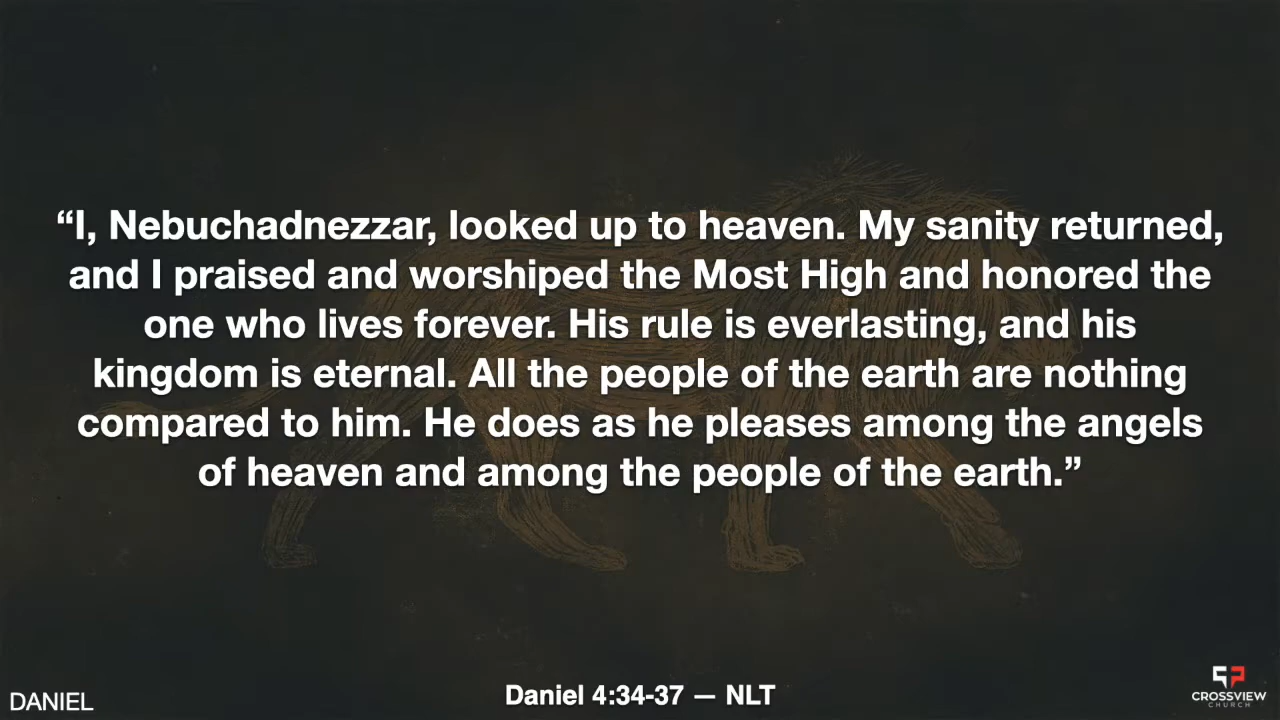 “I, Nebuchadnezzar, looked up to heaven. My sanity returned,
and I praised and worshiped the Most High and honored the
one who lives forever. His rule is everlasting, and his
kingdom is eternal. All the people of the earth are nothing
compared to him. He does as he pleases among the angels
of heaven and among the people of the earth.”
DANIEL
Daniel 4:34-37 — NLT
CROSSVIEW
CHURCH